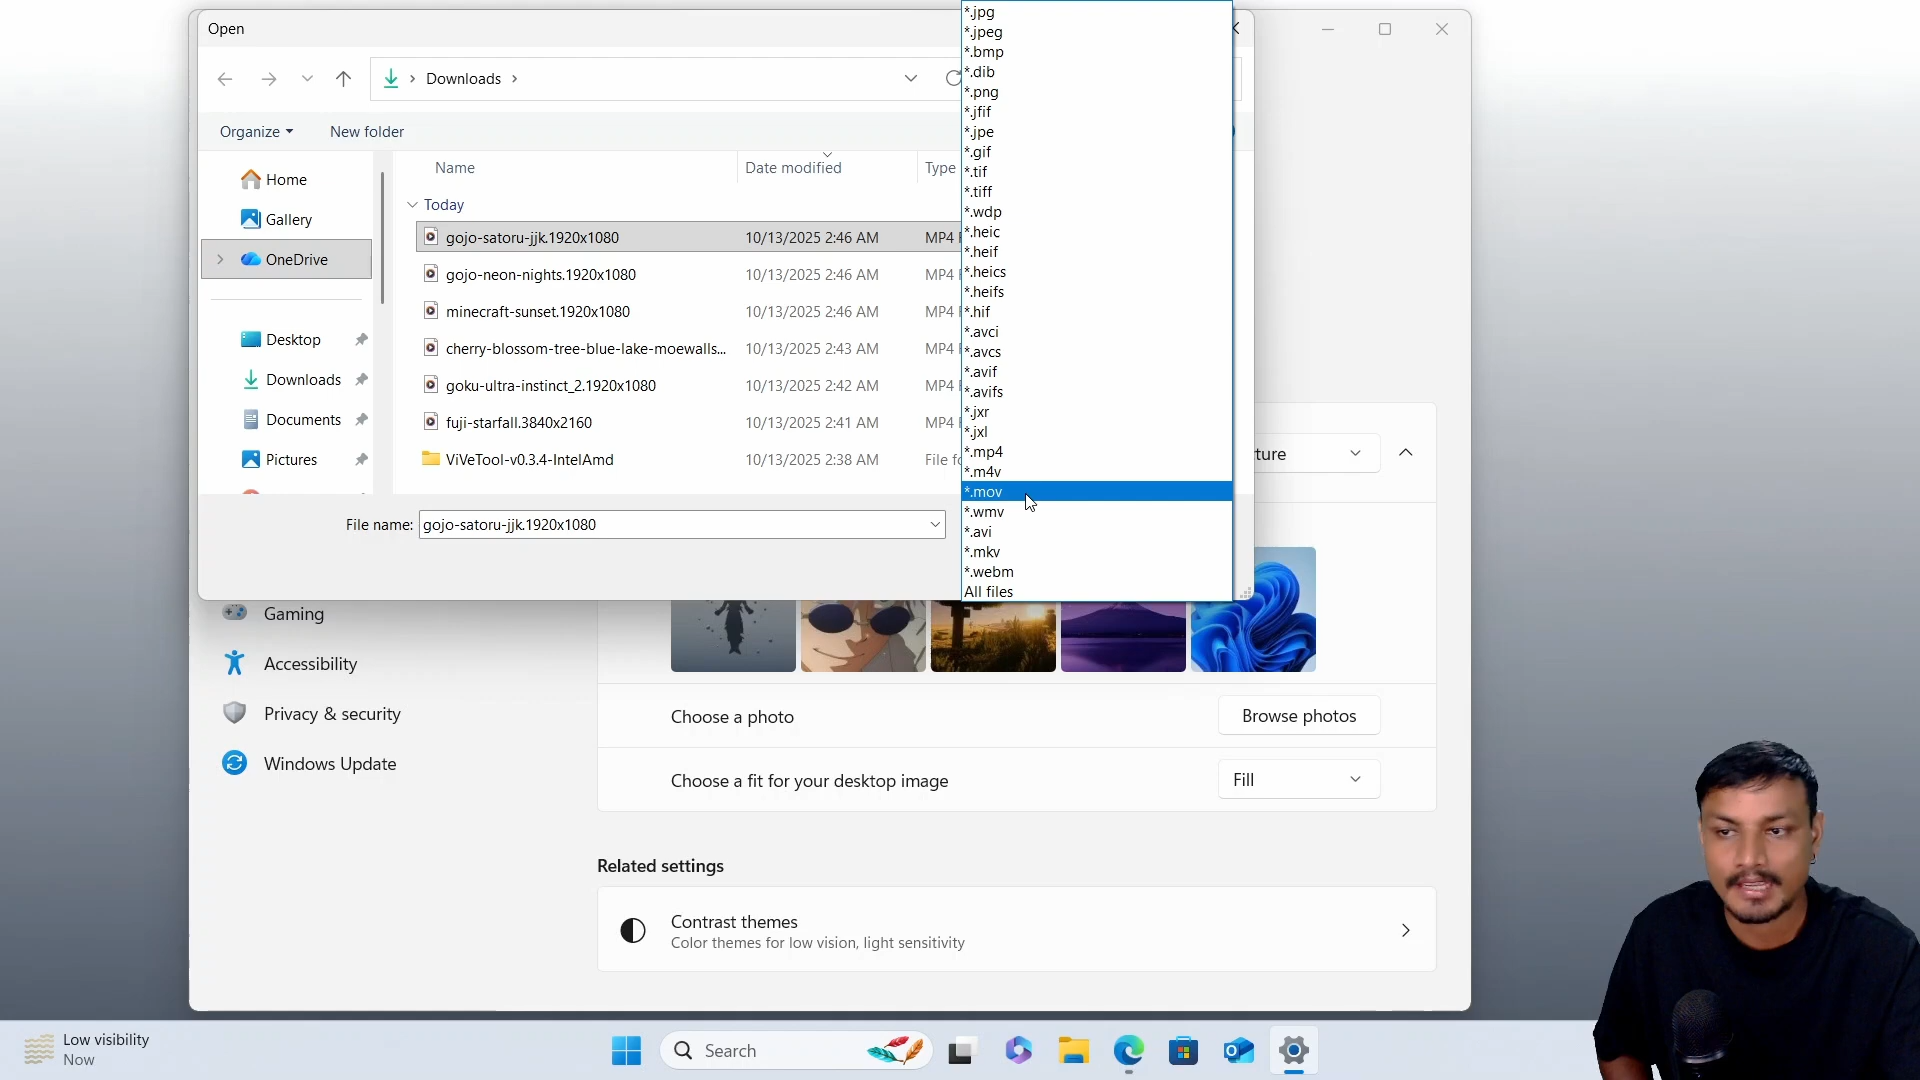 Open
Downloads
Organize
New folder
Name
Date modified
Type
Home
Gallery
OneDrive
Desktop
Downloads
Documents
Pictures
Today
gojo-satoru-jjk.1920x1080 10/13/2025 2:46 AM MP4
gojo-neon-nights.1920x1080 10/13/2025 2:46 AM MP4
minecraft-sunset.1920x1080 10/13/2025 2:46 AM MP4
cherry-blossom-tree-blue-lake-moewalls... 10/13/2025 2:43 AM MP4
goku-ultra-instinct_2.1920x1080 10/13/2025 2:42 AM MP4
fuji-starfall.3840x2160 10/13/2025 2:41 AM MP4
ViVeTool-v0.3.4-IntelAmd 10/13/2025 2:38 AM File
File name: gojo-satoru-jjk.1920x1080
*.jpg
*.jpeg
*.bmp
*.dib
*.png
*.jfif
*.jpe
*.gif
*.tif
*.tiff
*.wdp
*.heic
*.heif
*.heics
*.heifs
*.hif
*.avci
*.avcs
*.avif
*.avifs
*.jxr
*.jxl
*.mp4
*.m4v
*.mov
*.wmv
*.avi
*.mkv
*.webm
All files
ture
Gaming
Accessibility
Privacy & security
Windows Update
Choose a photo
Browse photos
Choose a fit for your desktop image
Fill
Related settings
Contrast themes
Color themes for low vision, light sensitivity
Low visibility
Now
Search